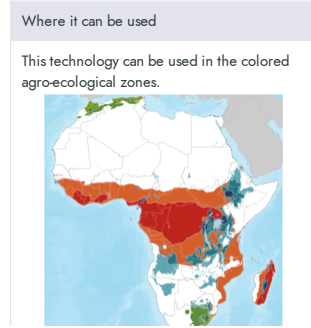 Where it can be used
This technology can be used in the colored
agro-ecological zones.